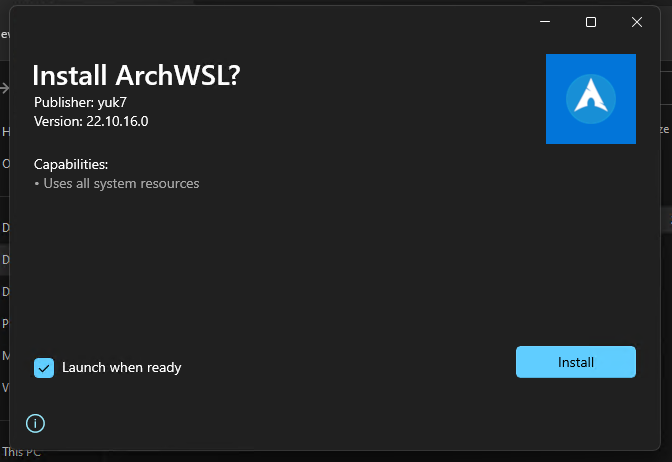 Install ArchWSL?
Publisher: yuk7
Version: 22.10.16.0
Capabilities:
• Uses all system resources
Launch when ready
Install
This PC